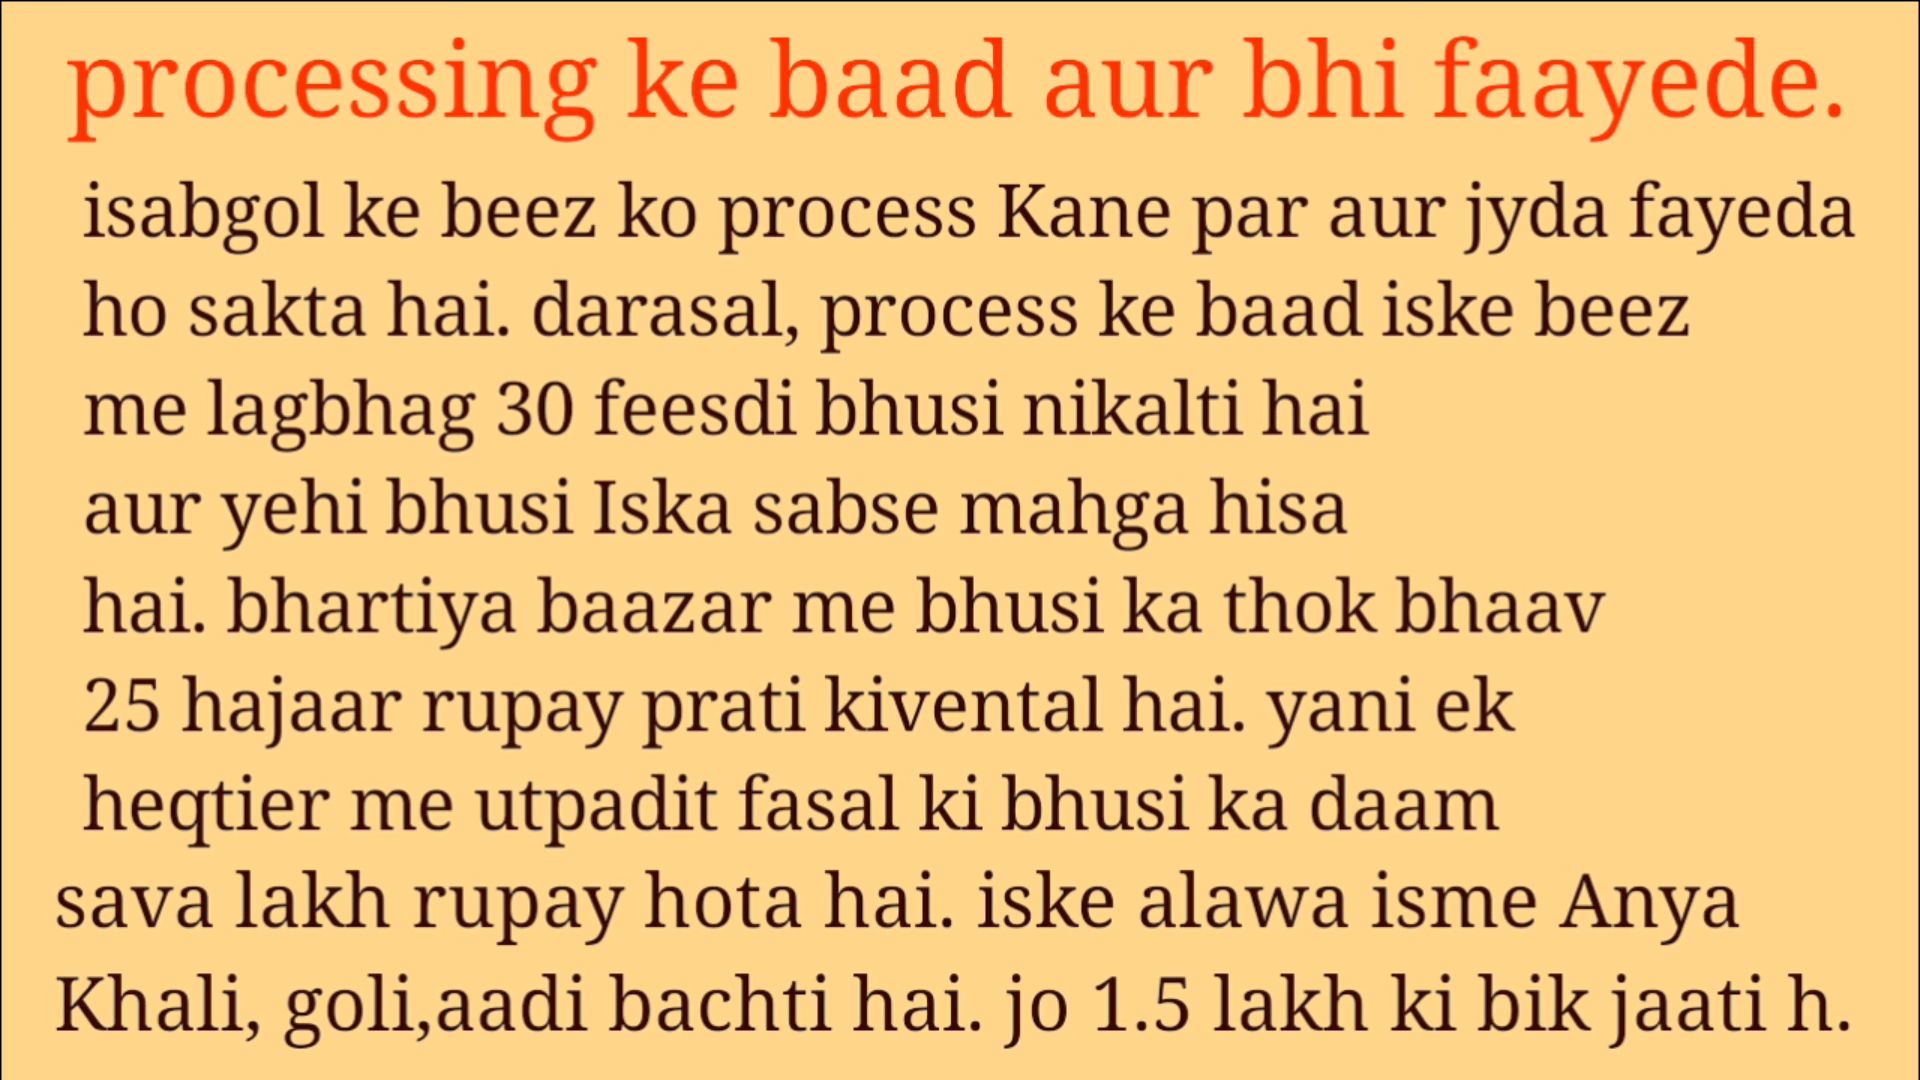 processing ke baad aur bhi faayede.
isabgol ke beez ko process Kane par aur jyda fayeda
ho sakta hai. darasal, process ke baad iske beez
me lagbhag 30 feesdi bhusi nikalti hai
aur yehi bhusi Iska sabse mahga hisa
hai. bhartiya baazar me bhusi ka thok bhaav
25 hajaar rupay prati kivental hai. yani ek
heqtier me utpadit fasal ki bhusi ka daam
sava lakh rupay hota hai. iske alawa isme Anya
Khali, goli,aadi bachti hai. jo 1.5 lakh ki bik jaati h.